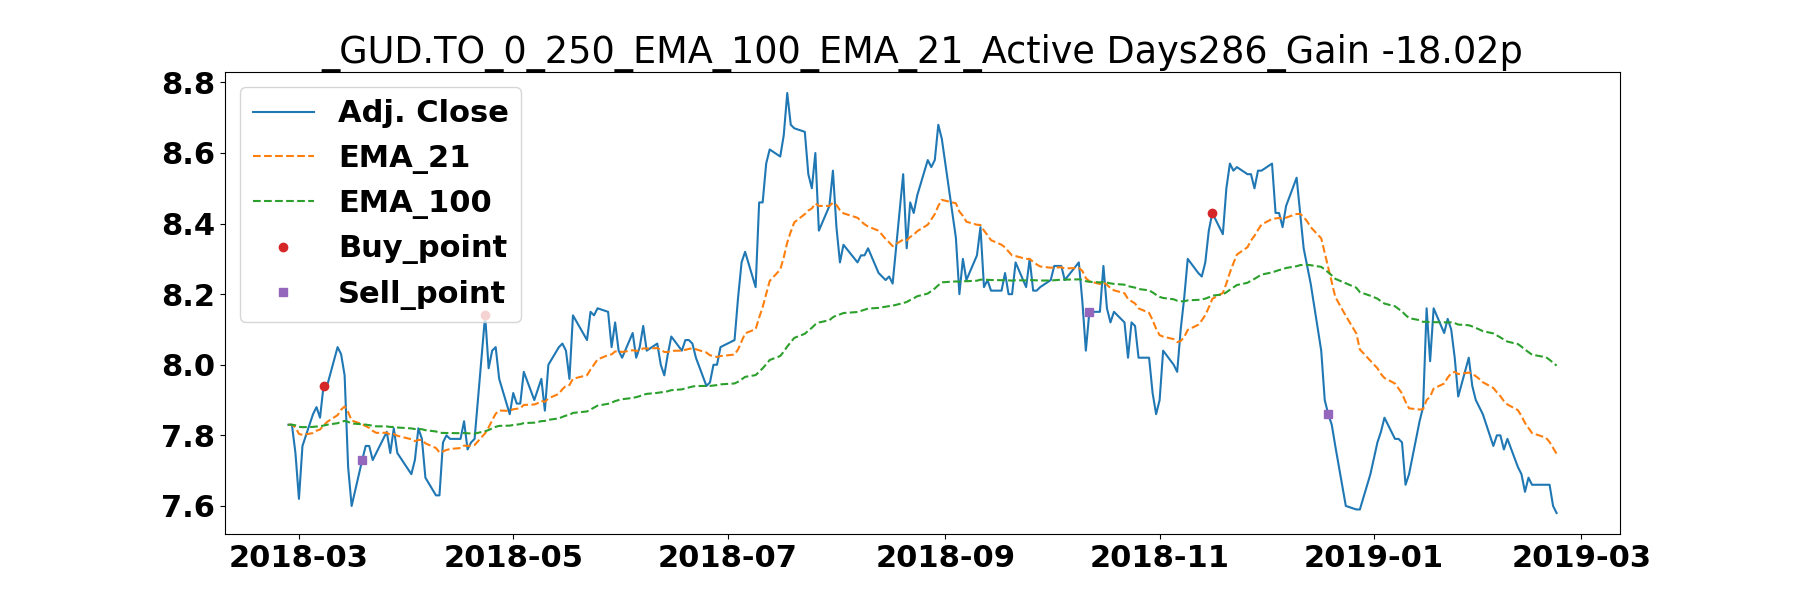 _GUD.TO_0_250_EMA_100_EMA_21_Active Days286_Gain -18.02p
8.8
8.6
8.4
8.2
8.0
7.8
7.6
Adj. Close
EMA_21
EMA_100
Buy_point
Sell_point
2018-03 2018-05 2018-07 2018-09 2018-11 2019-01 2019-03